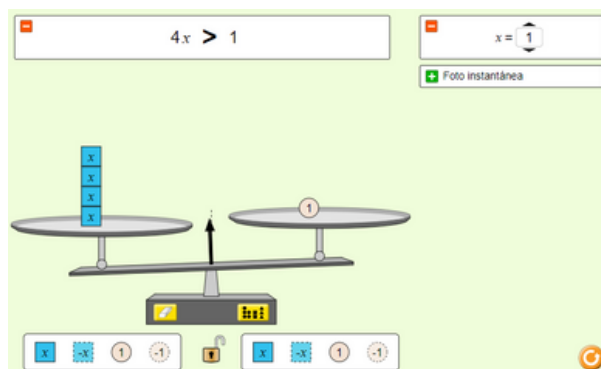 4x > 1
x = 1
Foto instantánea
x
x
x
x
1
x -x 1 -1
x -x 1 -1